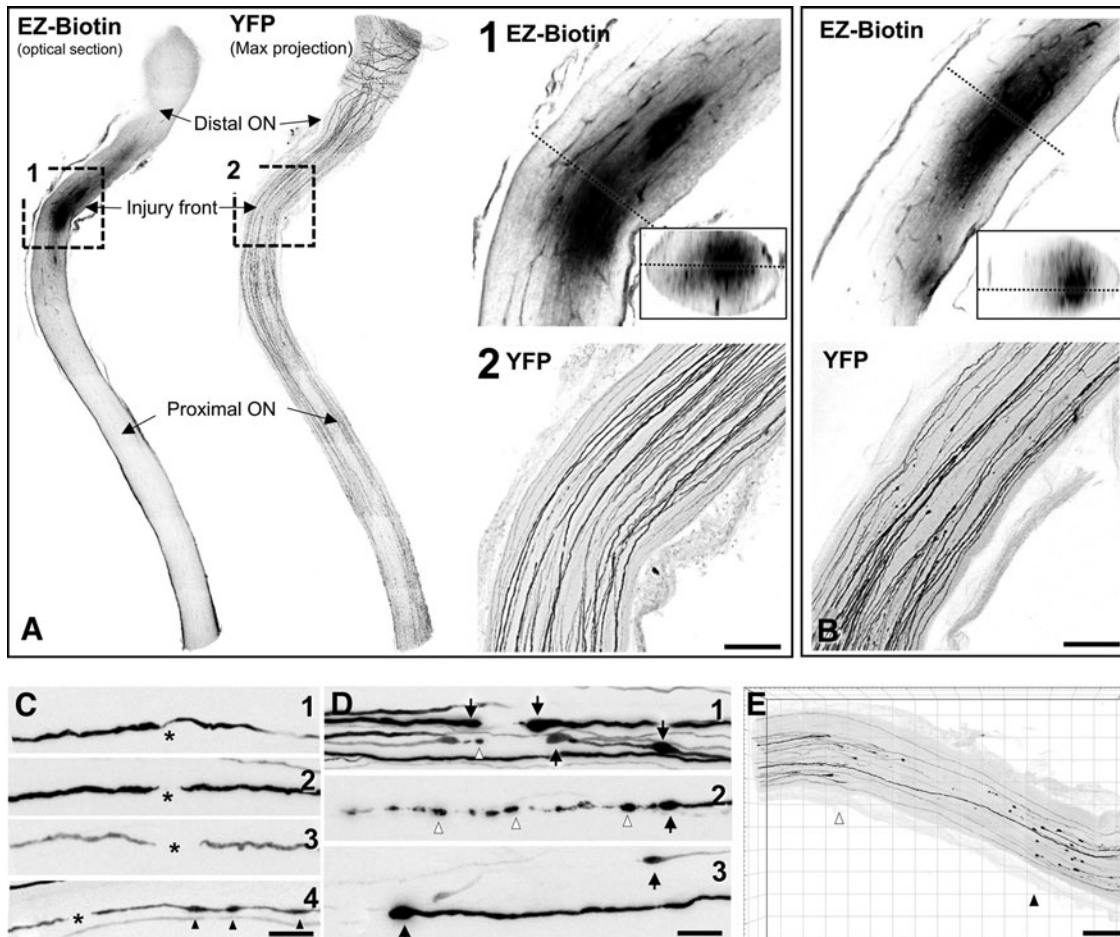 EZ-Biotin
(optical section)
YFP
(Max projection)
Distal ON
1
2
Injury front
Proximal ON
A
1 EZ-Biotin
2 YFP
EZ-Biotin
YFP
B
C
1
*
2
*
3
*
4
*
D
1
2
3
E